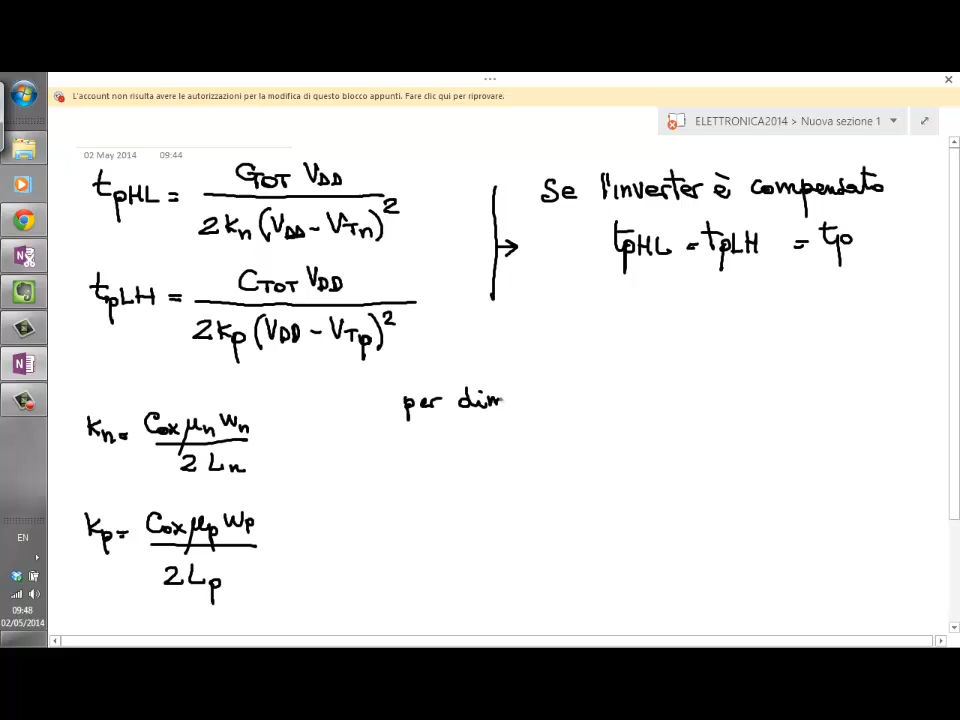 L'account non risulta avere le autorizzazioni per la modifica di questo blocco appunti. Fare clic qui per riprovare.
ELETTRONICA2014 > Nuova sezione 1
02 May 2014 09:44
tpHL = CTOT VDD / 2kn (VDD - VTn)²
Se l'inverter è compensato
tpHL = tpLH = tp
tpLH = CTOT VDD / 2kp (VDD - VTp)²
per dim
kn = Cox μn Wn / 2 Ln
kp = Cox μp Wp / 2 Lp
EN
09:48
02/05/2014